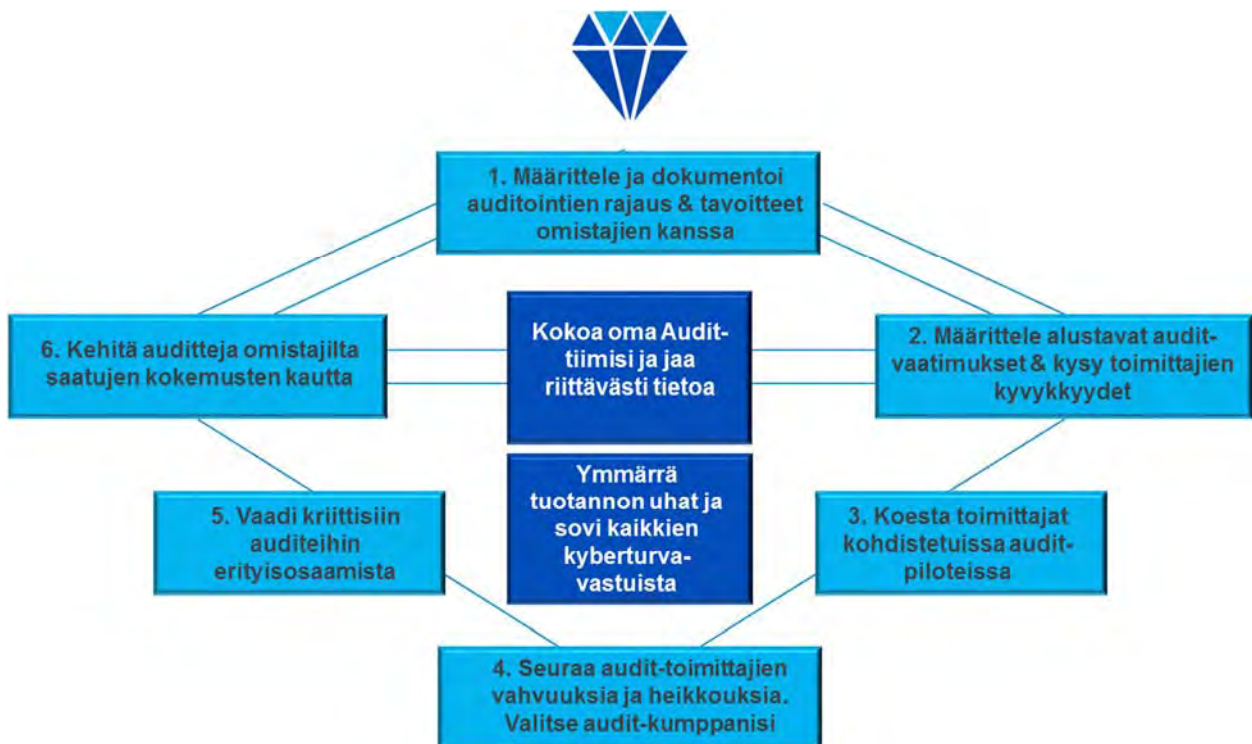 1. Määrittele ja dokumentoi
auditointien rajaus & tavoitteet
omistajien kanssa
6. Kehitä auditteja omistajilta
saatujen kokemusten kautta
Kokoa oma Audit-
tiimisi ja jaa
riittävästi tietoa
2. Määrittele alustavat audit-
vaatimukset & kysy toimittajien
kyvykkyydet
5. Vaadi kriittisiin
auditeihin
erityisosaamista
Ymmärrä
tuotannon uhat ja
sovi kaikkien
kyberturva-
vastuista
3. Koesta toimittajat
kohdistetuissa audit-
piloteissa
4. Seuraa audit-toimittajien
vahvuuksia ja heikkouksia.
Valitse audit-kumppanisi